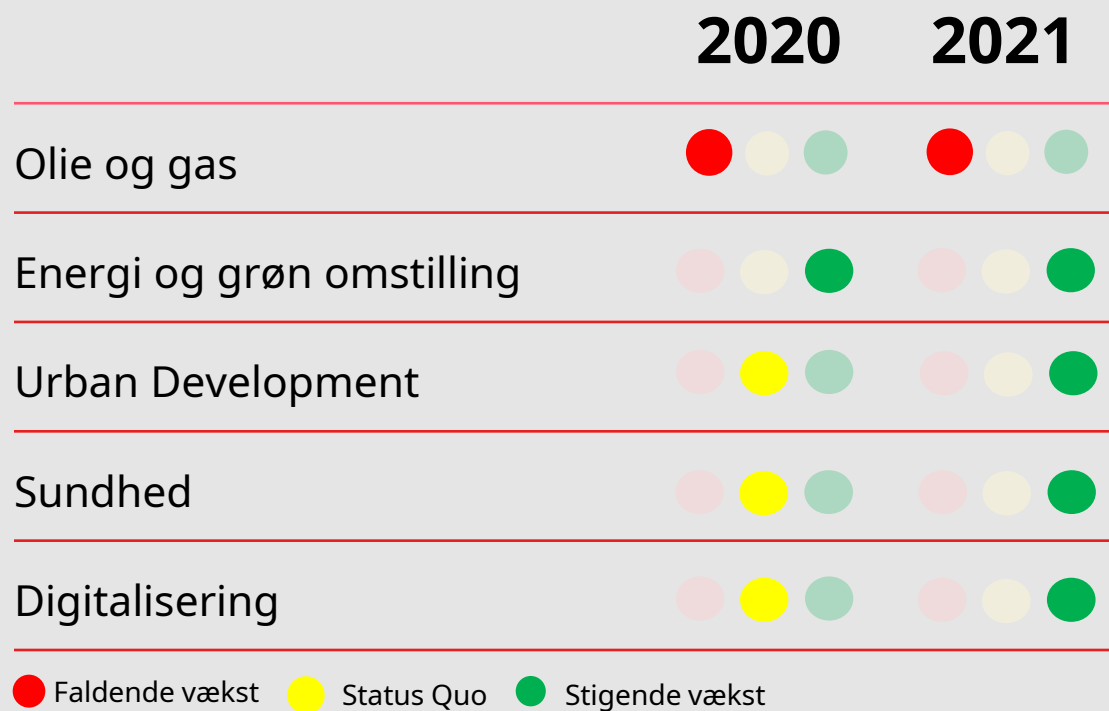 2020 2021
Olie og gas
Energi og grøn omstilling
Urban Development
Sundhed
Digitalisering
Faldende vækst Status Quo Stigende vækst